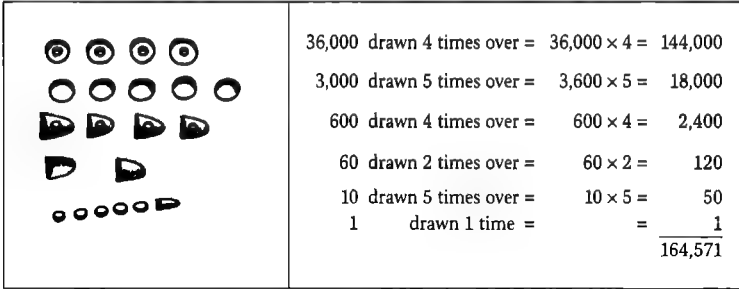 36,000 drawn 4 times over = 36,000 × 4 = 144,000
3,000 drawn 5 times over = 3,600 × 5 = 18,000
600 drawn 4 times over = 600 × 4 = 2,400
60 drawn 2 times over = 60 × 2 = 120
10 drawn 5 times over = 10 × 5 = 50
1 drawn 1 time = = 1
164,571